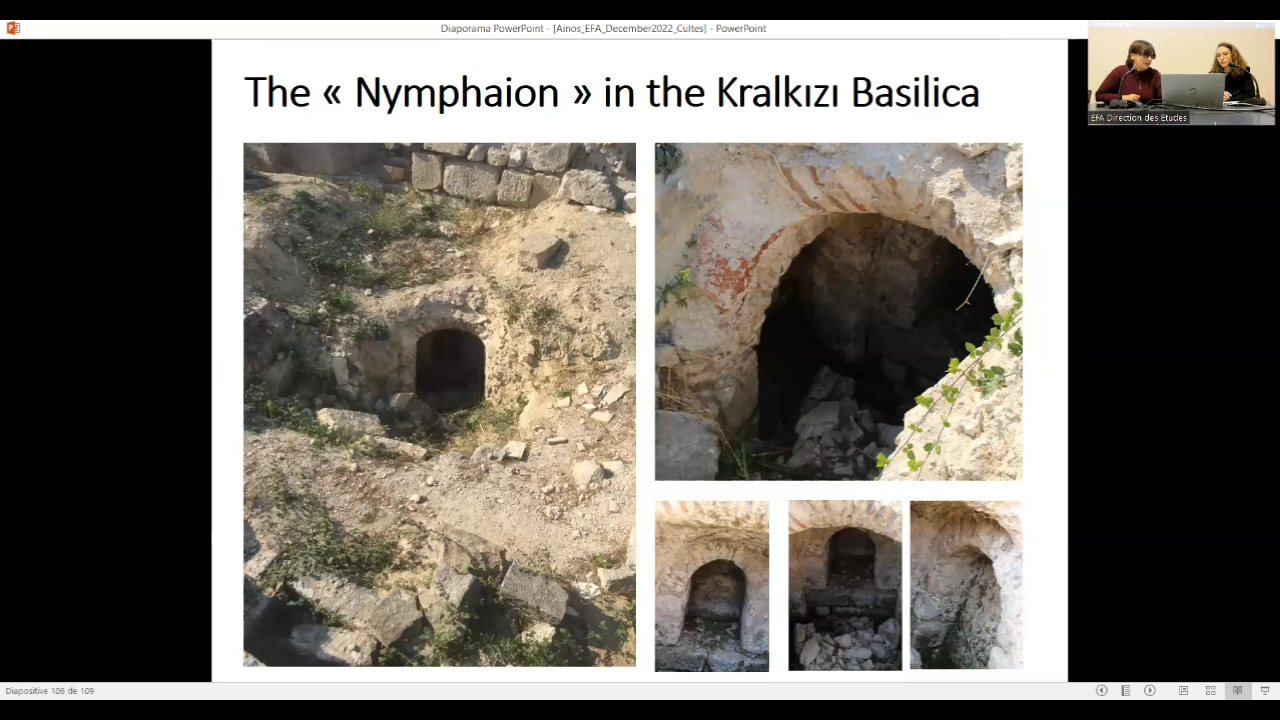 Diaporama PowerPoint - [Ainos_EFA_December2022_Cultes] - PowerPoint
The « Nymphaion » in the Kralkızı Basilica
EFA Direction des Etudes
Diapositive 106 de 109